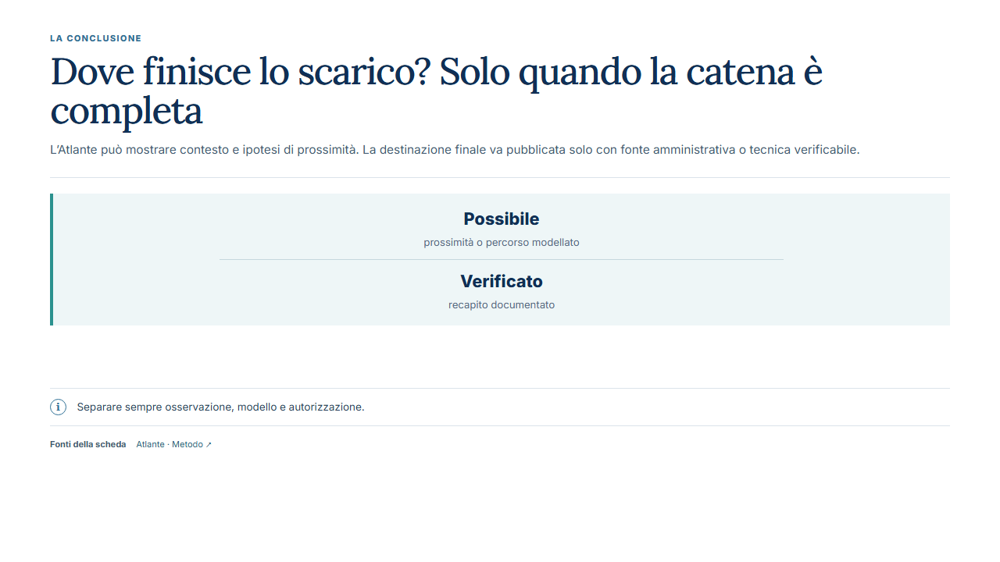 LA CONCLUSIONE
Dove finisce lo scarico? Solo quando la catena è
completa
L’Atlante può mostrare contesto e ipotesi di prossimità. La destinazione finale va pubblicata solo con fonte amministrativa o tecnica verificabile.
Possibile
prossimità o percorso modellato
Verificato
recapito documentato
i Separare sempre osservazione, modello e autorizzazione.
Fonti della scheda Atlante · Metodo ↗